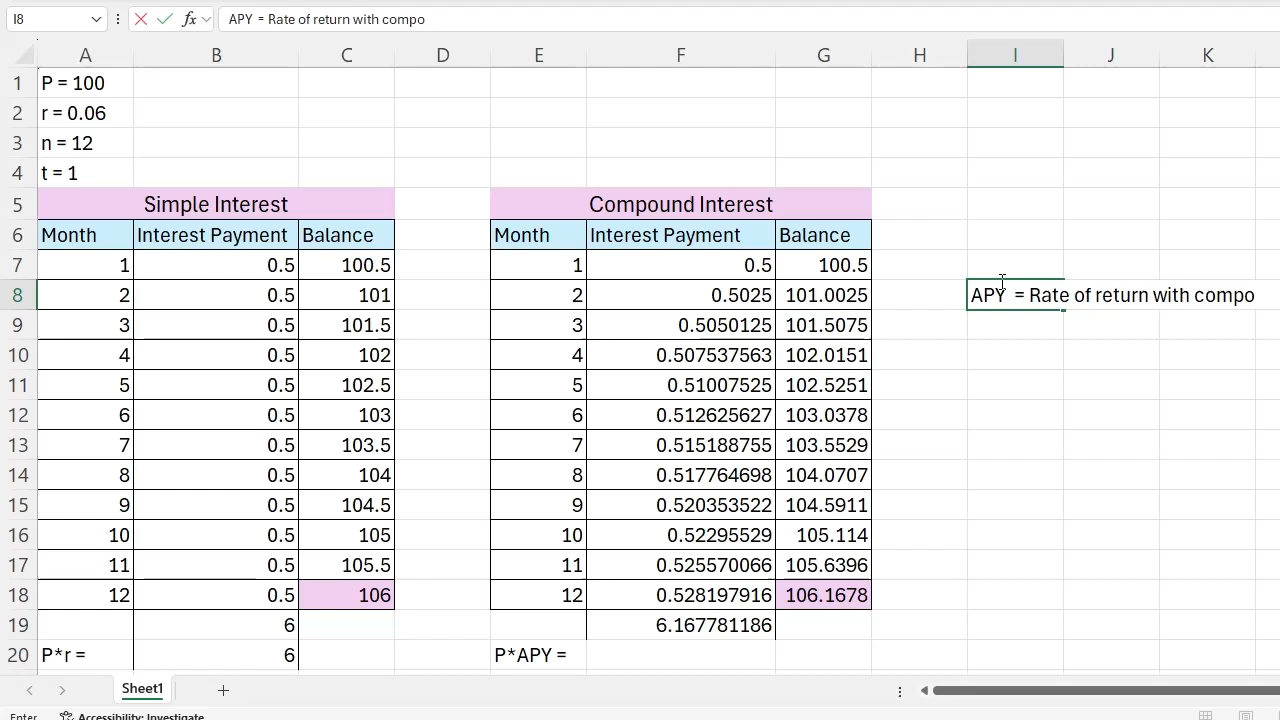 I8 fx APY = Rate of return with compo
A B C D E F G H I J K
1 P = 100
2 r = 0.06
3 n = 12
4 t = 1
5 Simple Interest Compound Interest
6 Month Interest Payment Balance Month Interest Payment Balance
7 1 0.5 100.5 1 0.5 100.5
8 2 0.5 101 2 0.5025 101.0025 APY = Rate of return with compo
9 3 0.5 101.5 3 0.5050125 101.5075
10 4 0.5 102 4 0.507537563 102.0151
11 5 0.5 102.5 5 0.51007525 102.5251
12 6 0.5 103 6 0.512625627 103.0378
13 7 0.5 103.5 7 0.515188755 103.5529
14 8 0.5 104 8 0.517764698 104.0707
15 9 0.5 104.5 9 0.520353522 104.5911
16 10 0.5 105 10 0.52295529 105.114
17 11 0.5 105.5 11 0.525570066 105.6396
18 12 0.5 106 12 0.528197916 106.1678
19 6 6.167781186
20 P*r = 6 P*APY =
Sheet1
Enter Accessibility: Investigate